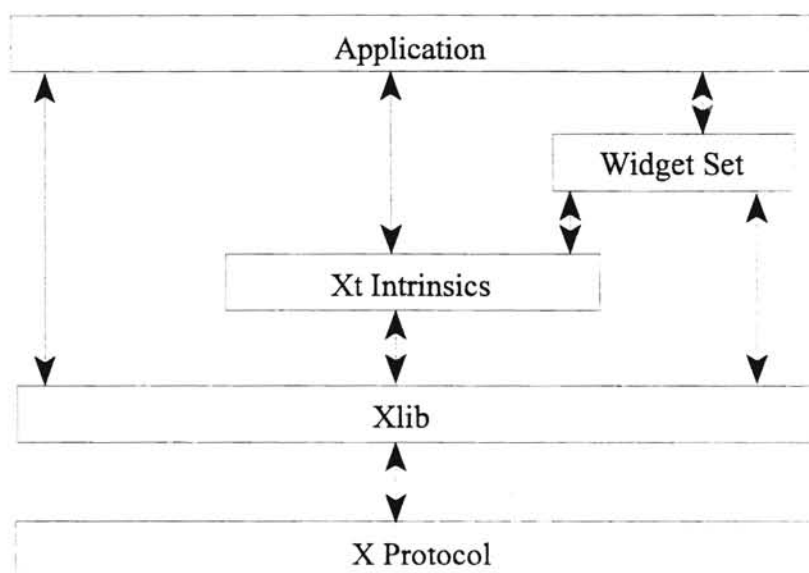 Application
Widget Set
Xt Intrinsics
Xlib
X Protocol